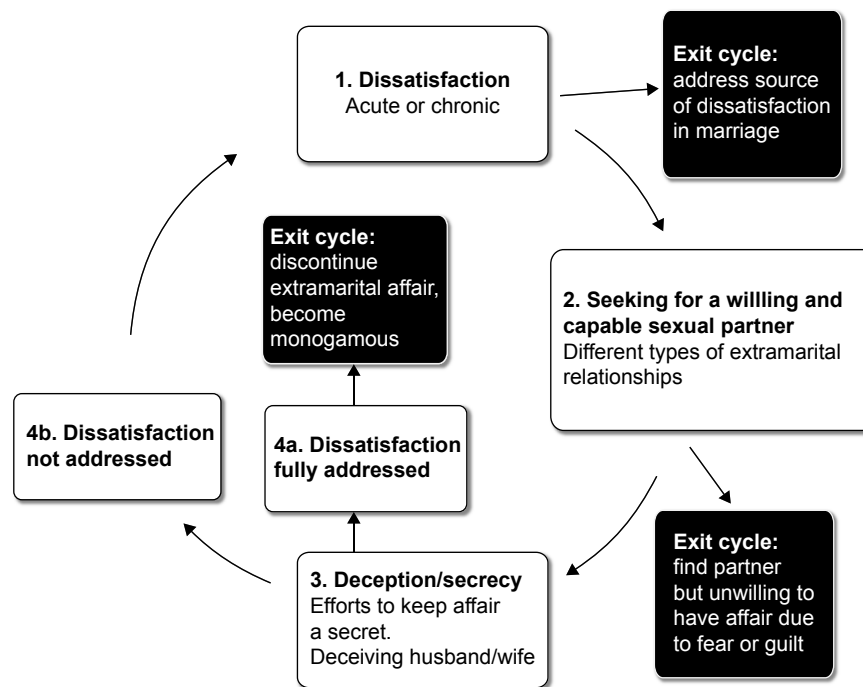 1. Dissatisfaction
Acute or chronic
Exit cycle:
address source
of dissatisfaction
in marriage
Exit cycle:
discontinue
extramarital affair,
become
monogamous
2. Seeking for a willling and
capable sexual partner
Different types of extramarital
relationships
4b. Dissatisfaction
not addressed
4a. Dissatisfaction
fully addressed
3. Deception/secrecy
Efforts to keep affair
a secret.
Deceiving husband/wife
Exit cycle:
find partner
but unwilling to
have affair due
to fear or guilt